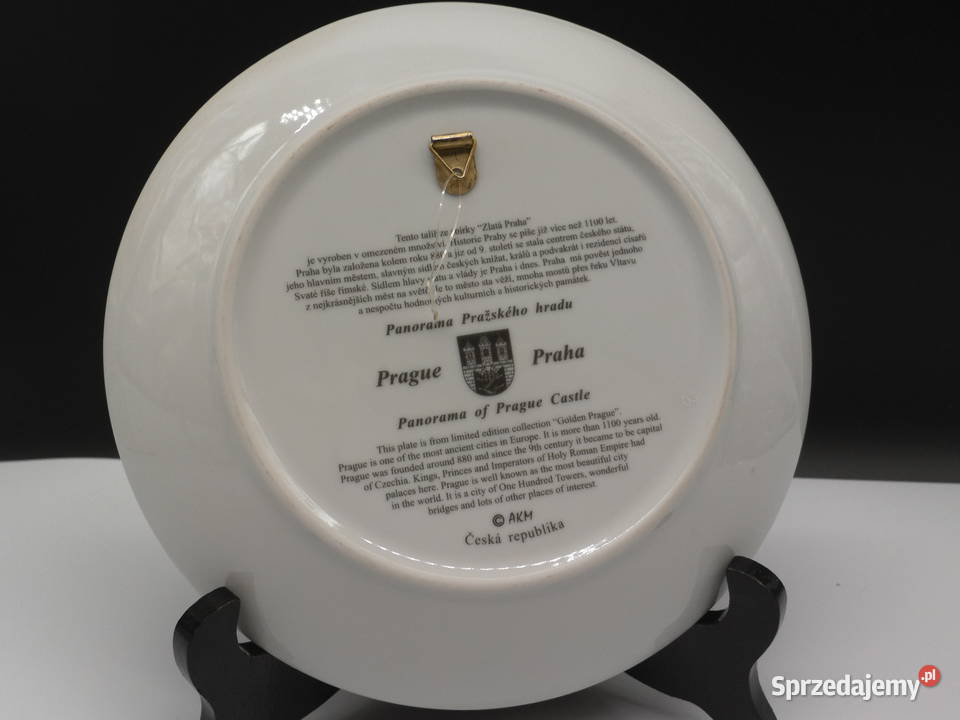 Tento talíř ze sbírky "Zlatá Praha"
je vyroben v omezeném množství. Historie Prahy se píše již více než 1100 let.
Praha byla založena kolem roku 880 a již od 9. století se stala centrem českého státu,
jeho hlavním městem, slavným sídlem českých knížat, králů a podvakrát i rezidencí císařů
Svaté říše římské. Sídlem hlavy státu a vlády je Praha i dnes. Praha má pověst jednoho
z nejkrásnějších měst na světě. Je to město sta věží, mnoha mostů přes řeku Vltavu
a nespočtu hodnotných kulturních a historických památek.
Panorama Pražského hradu
Prague Praha
Panorama of Prague Castle
This plate is from limited edition collection "Golden Prague".
Prague is one of the most ancient cities in Europe. It is more than 1100 years old.
Prague was founded around 880 and since the 9th century it became to be capital
of Czechia. Kings, Princes and Imperators of Holy Roman Empire had
palaces here. Prague is well known as the most beautiful city
in the world. It is a city of One Hundred Towers, wonderful
bridges and lots of other places of interest.
© AKM
Česká republika
Sprzedajemy.pl